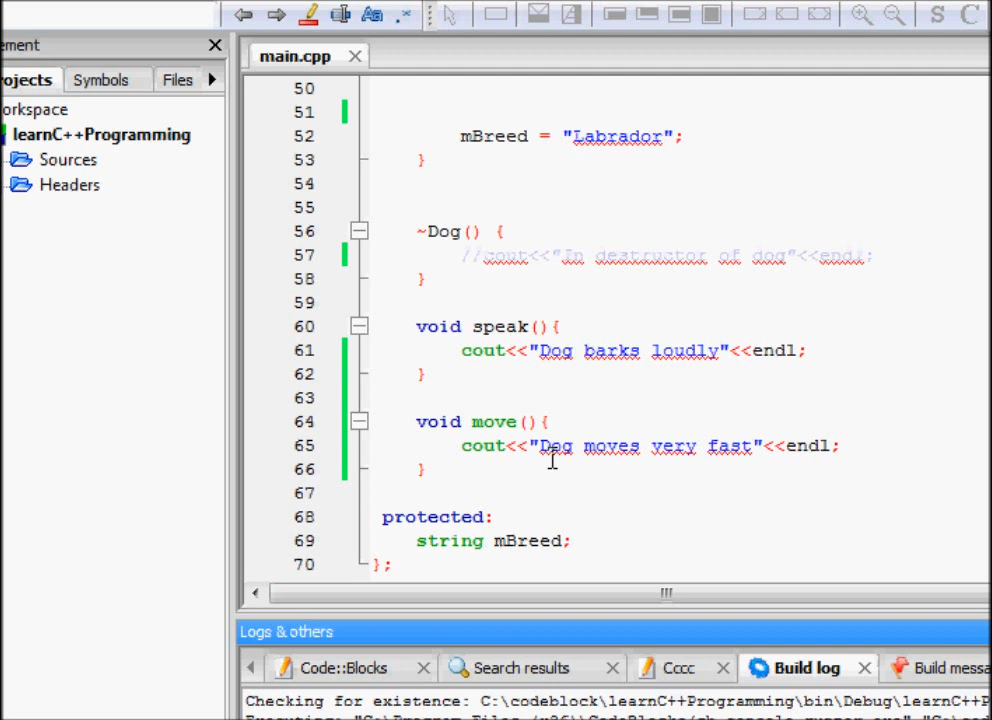 ement
main.cpp
ojects Symbols Files
orkspace
learnC++Programming
Sources
Headers
50
51
52 mBreed = "Labrador";
53 }
54
55
56 ~Dog() {
57 //cout<<"In destructor of dog"<<endl;
58 }
59
60 void speak(){
61 cout<<"Dog barks loudly"<<endl;
62 }
63
64 void move(){
65 cout<<"Dog moves very fast"<<endl;
66 }
67
68 protected:
69 string mBreed;
70 };
Logs & others
Code::Blocks Search results Cccc Build log Build messa
Checking for existence: C:\codeblock\learnC++Programming\bin\Debug\learnC++P